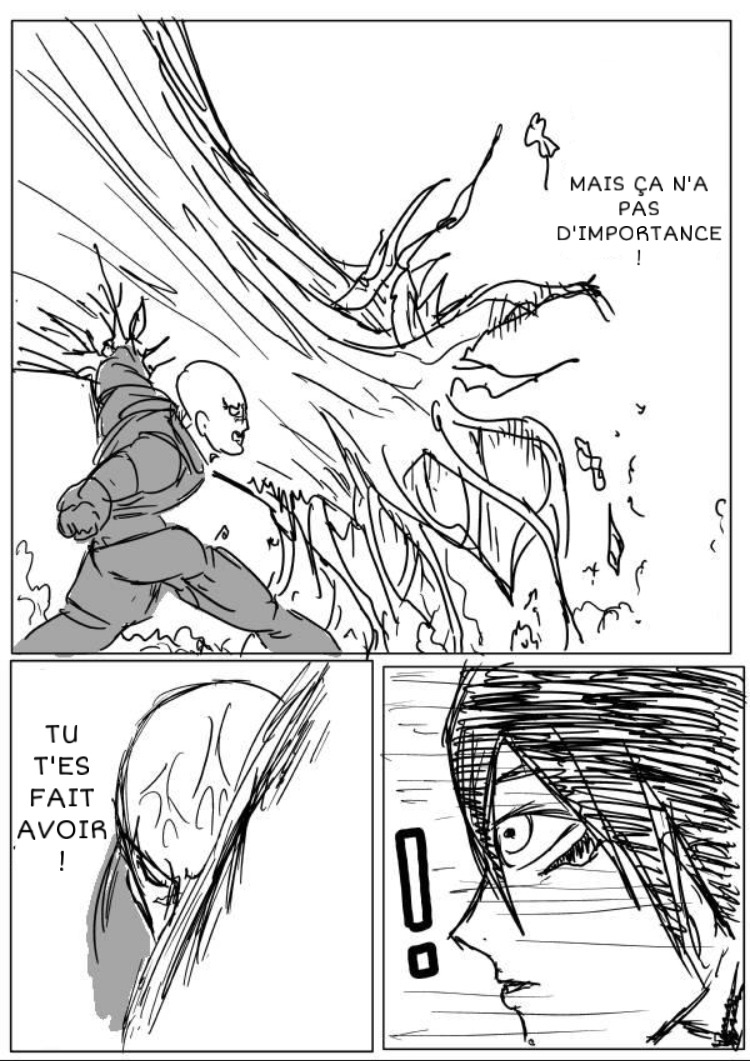 MAIS ÇA N'A
PAS
D'IMPORTANCE
!
TU
T'ES
FAIT
AVOIR
!
!